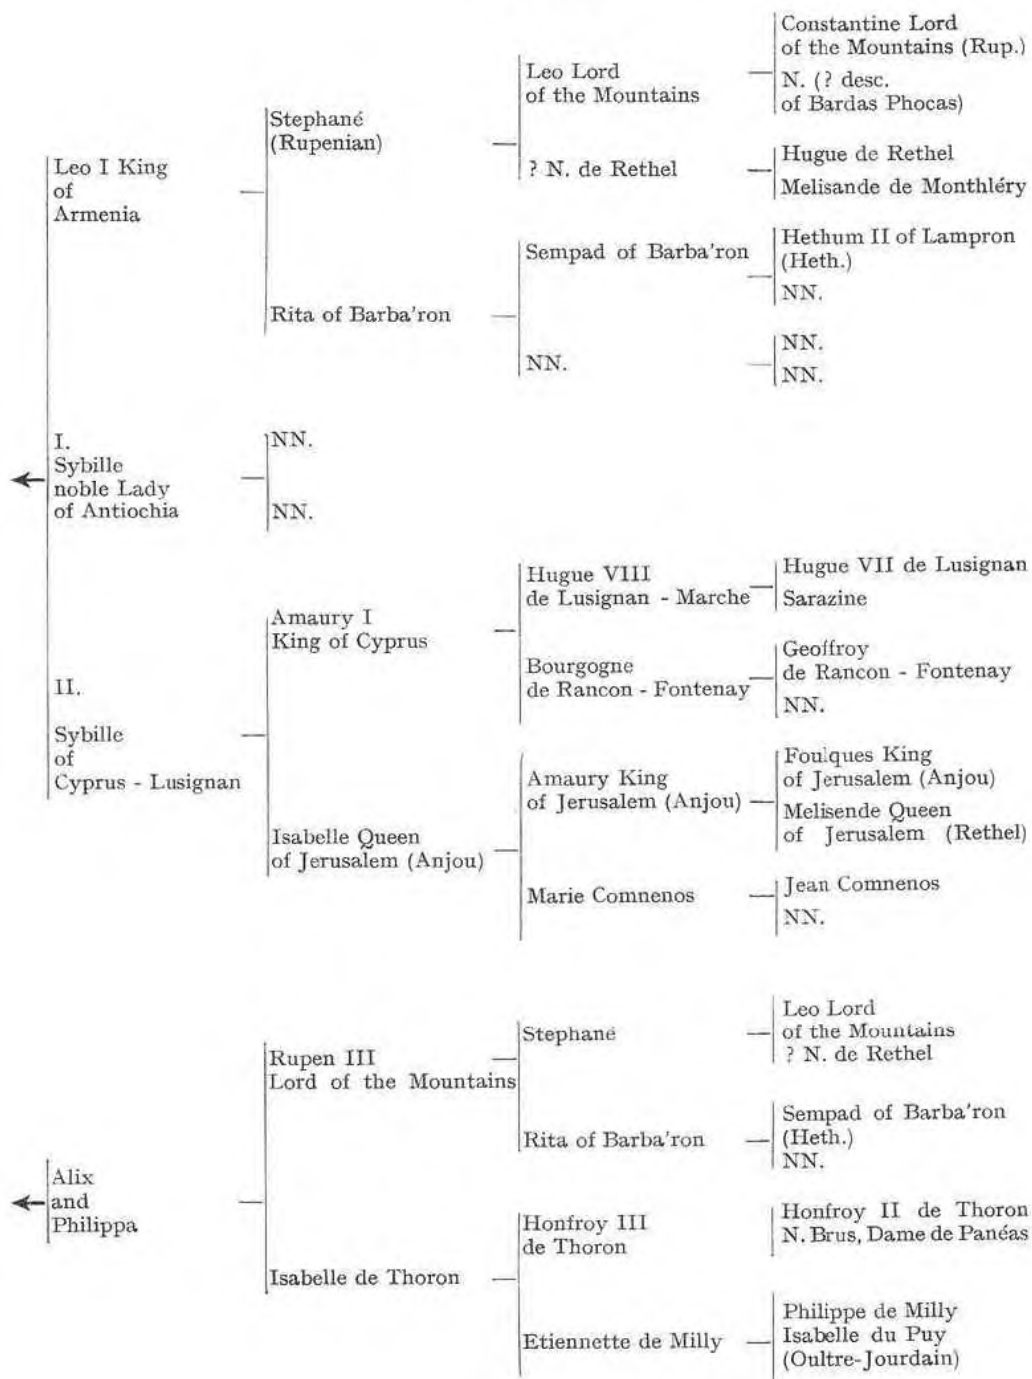 Constantine Lord
of the Mountains (Rup.)
N. (? desc.
of Bardas Phocas)
Leo Lord
of the Mountains
Stephané
(Rupenian)
? N. de Rethel
Hugue de Rethel
Melisande de Monthléry
Leo I King
of
Armenia
Sempad of Barba'ron
Hethum II of Lampron
(Heth.)
NN.
Rita of Barba'ron
NN.
NN.
NN.
I.
Sybille
noble Lady
of Antiochia
NN.
NN.
Hugue VIII
de Lusignan - Marche
Hugue VII de Lusignan
Sarazine
Amaury I
King of Cyprus
Bourgogne
de Rancon - Fontenay
Geoffroy
de Rancon - Fontenay
NN.
II.
Sybille
of
Cyprus - Lusignan
Amaury King
of Jerusalem (Anjou)
Foulques King
of Jerusalem (Anjou)
Melisende Queen
of Jerusalem (Rethel)
Isabelle Queen
of Jerusalem (Anjou)
Marie Comnenos
Jean Comnenos
NN.
Rupen III
Lord of the Mountains
Stephané
Leo Lord
of the Mountains
? N. de Rethel
Rita of Barba'ron
Sempad of Barba'ron
(Heth.)
NN.
Alix
and
Philippa
Honfroy III
de Thoron
Honfroy II de Thoron
N. Brus, Dame de Panéas
Isabelle de Thoron
Etiennette de Milly
Philippe de Milly
Isabelle du Puy
(Oultre-Jourdain)